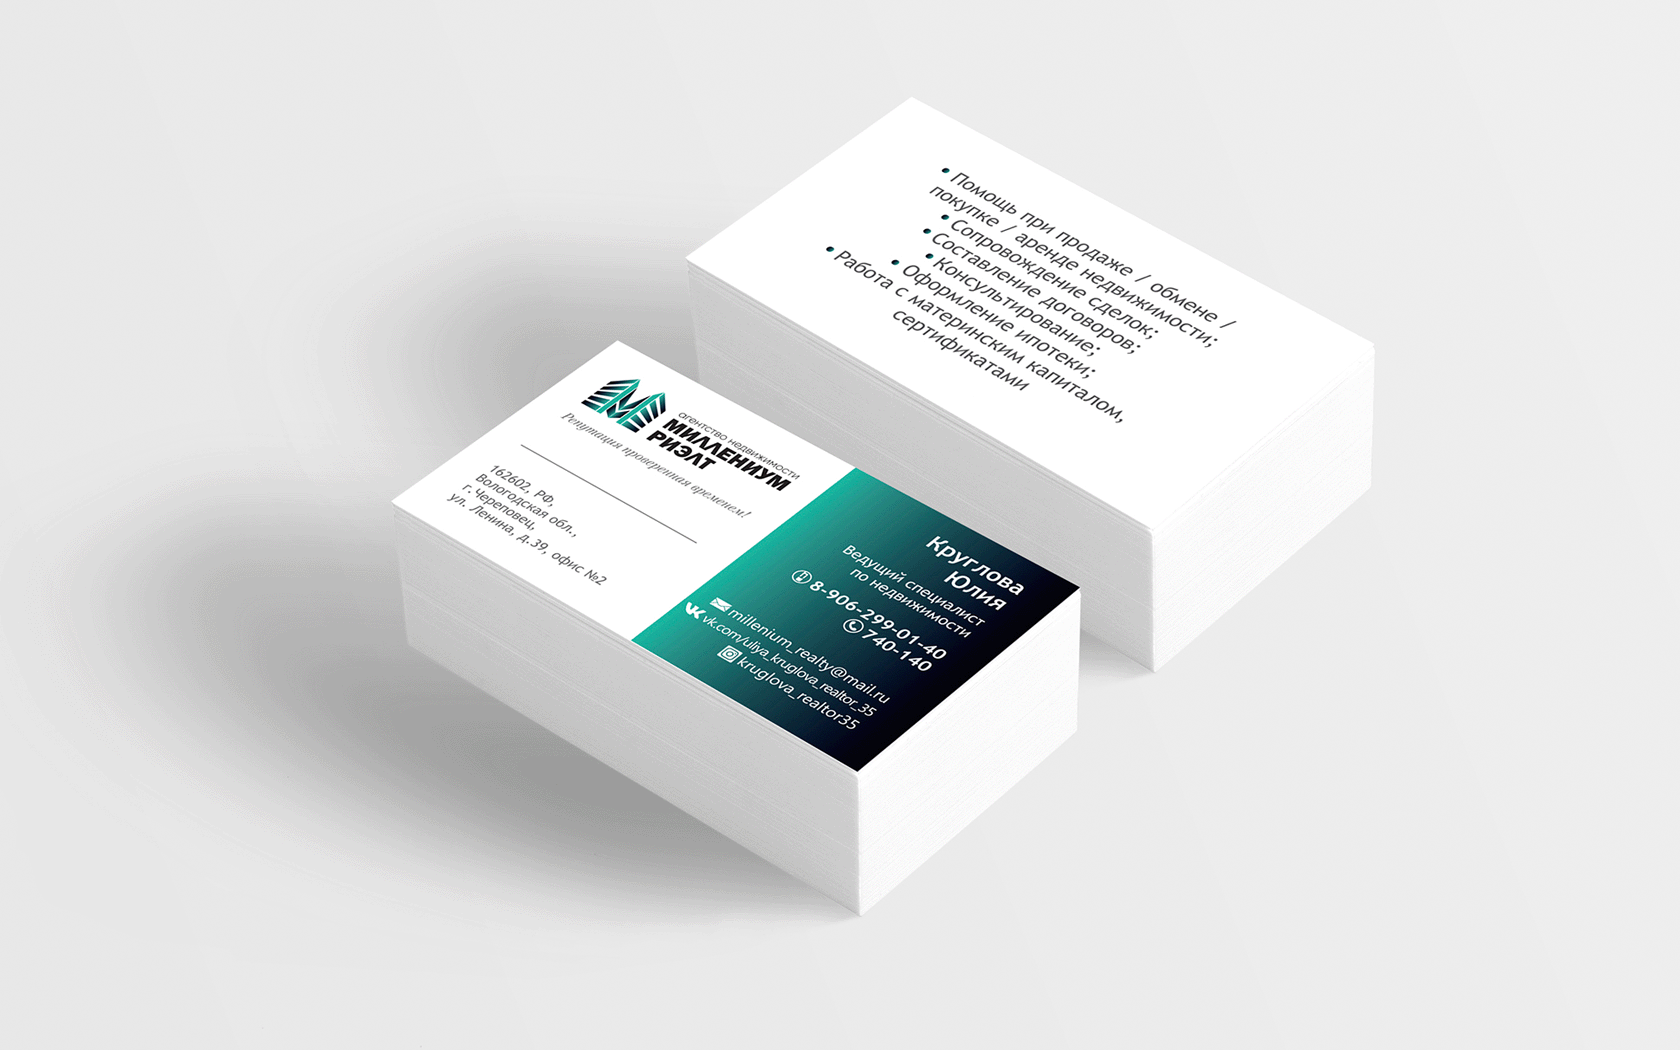 агентство недвижимости
МИЛЛЕНИУМ
РИЭЛТ
Репутация проверенная временем!
162602, РФ,
Вологодская обл.,
г.Череповец,
ул. Ленина, д.39, офис №2
Круглова
Юлия
Ведущий специалист
по недвижимости
8-906-299-01-40
740-140
millenium_realty@mail.ru
vk.com/uliya_kruglova_realtor_35
kruglova_realtor35
• Помощь при продаже / обмене /
покупке / аренде недвижимости;
• Сопровождение сделок;
• Составление договоров;
• Консультирование;
• Оформление ипотеки;
• Работа с материнским капиталом,
сертификатами